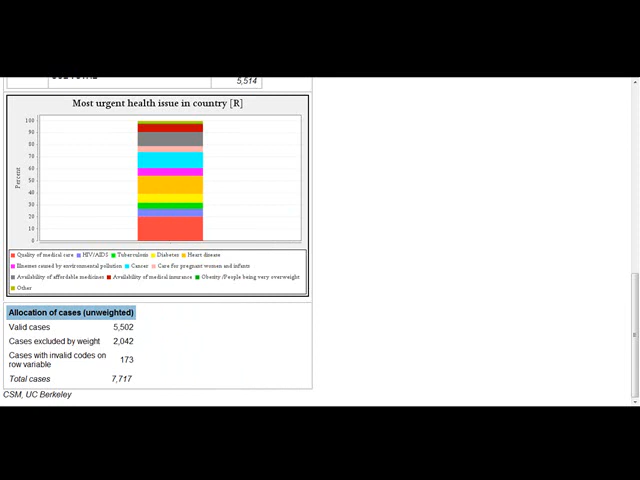 5,514
Most urgent health issue in country [R]
100
90
80
70
60
50
40
30
20
10
0
Percent
Quality of medical care HIV/AIDS Tuberculosis Diabetes Heart disease
Illnesses caused by environmental pollution Cancer Care for pregnant women and infants
Availability of affordable medicines Availability of medical insurance Obesity /People being very overweight
Other
Allocation of cases (unweighted)
Valid cases 5,502
Cases excluded by weight 2,042
Cases with invalid codes on
row variable 173
Total cases 7,717
CSM, UC Berkeley